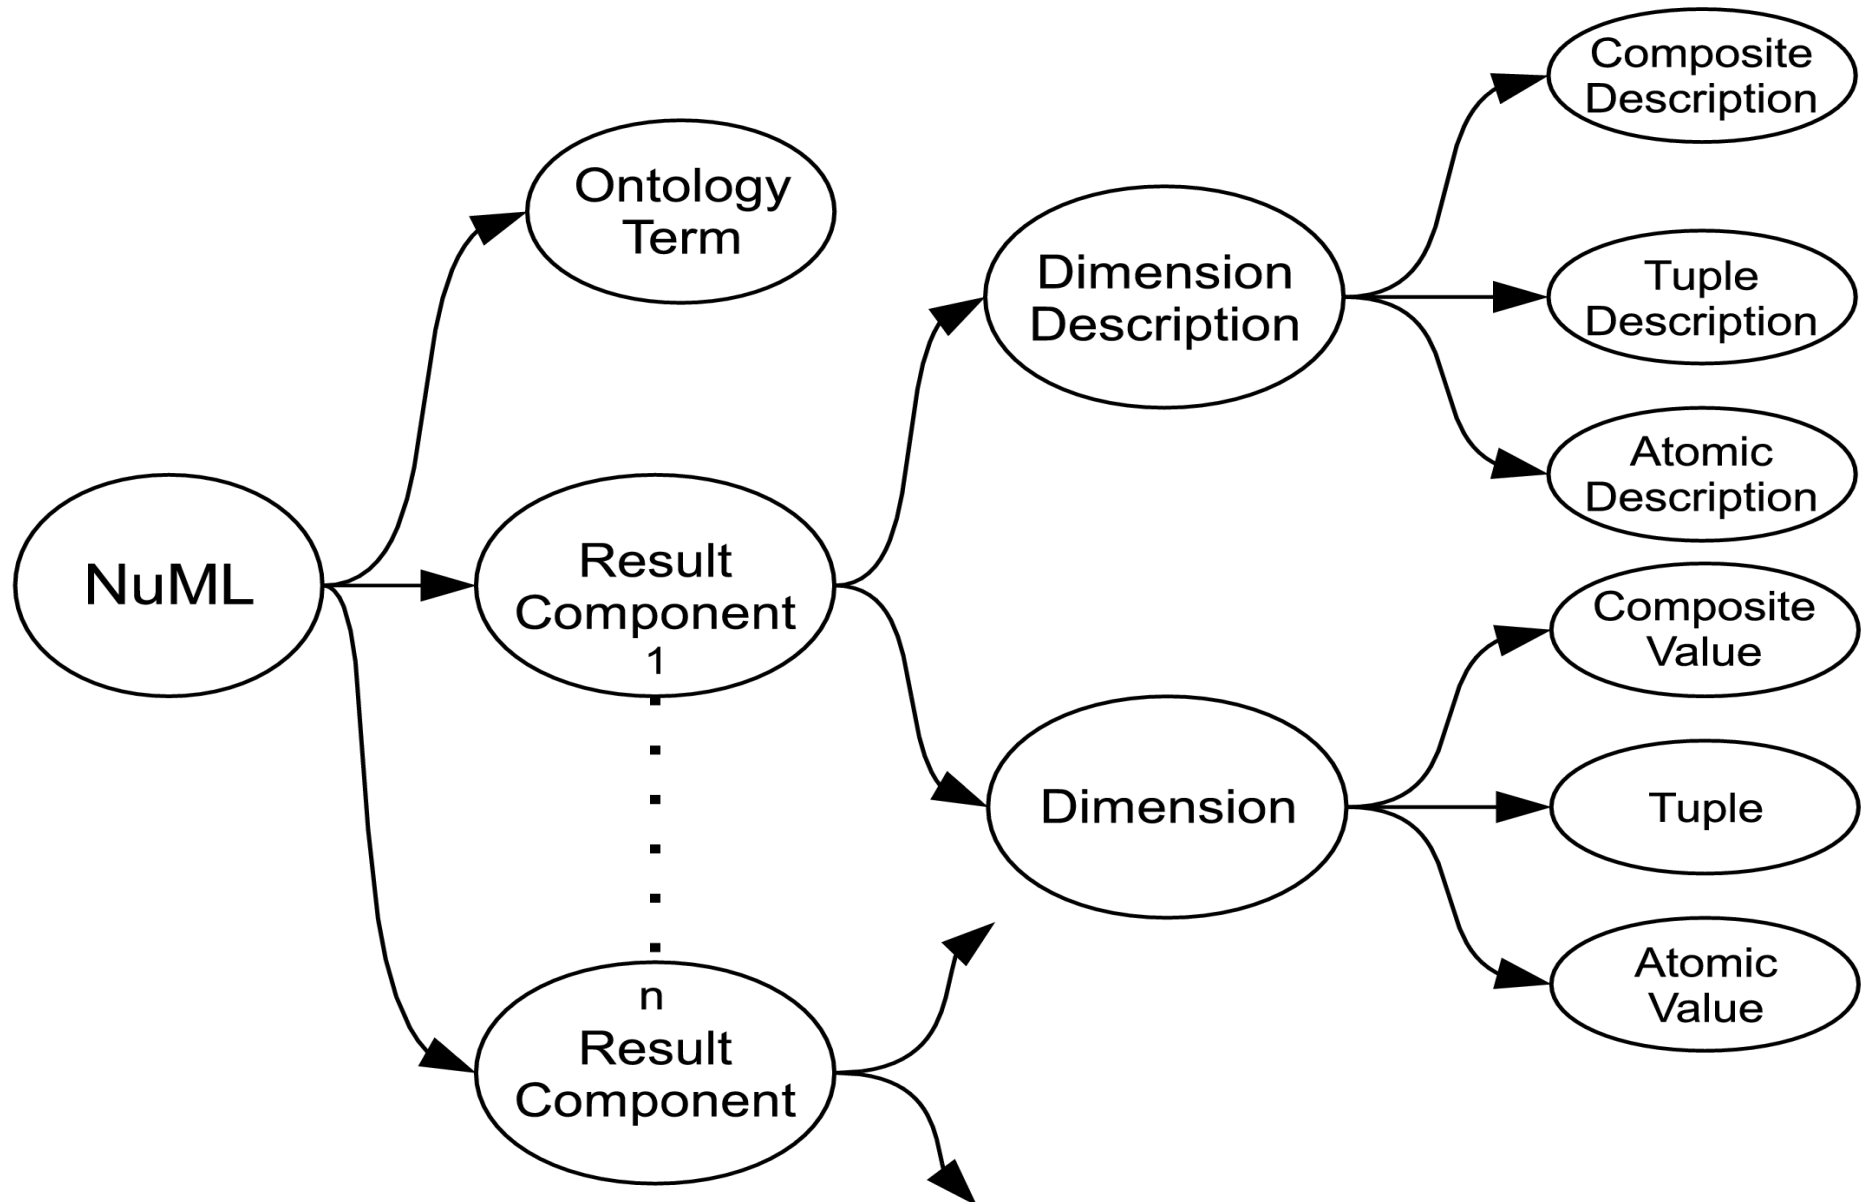 NuML
Ontology
Term
Result
Component
1
n
Result
Component
Dimension
Description
Dimension
Composite
Description
Tuple
Description
Atomic
Description
Composite
Value
Tuple
Atomic
Value